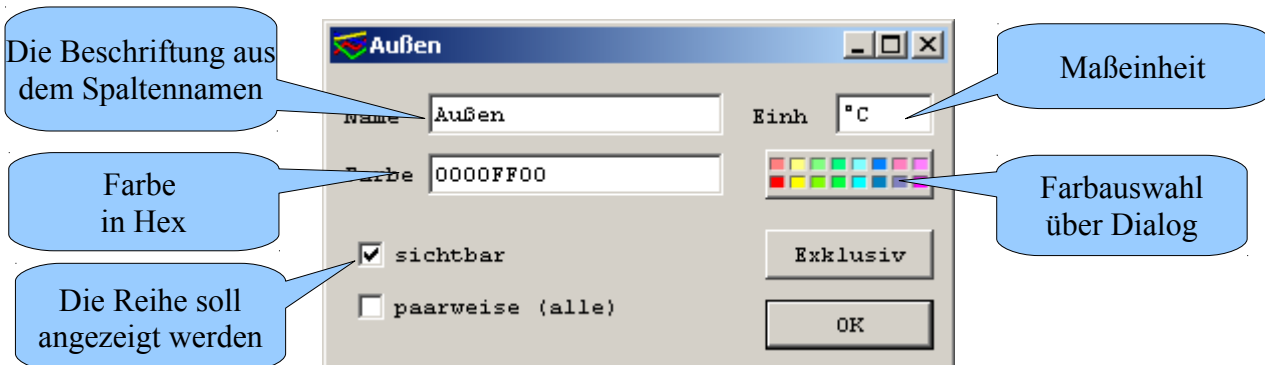 Die Beschriftung aus
dem Spaltennamen
Außen
Maßeinheit
Name
Außen
Einh
°C
Farbe
0000FF00
Farbe
in Hex
Farbauswahl
über Dialog
sichtbar
Exklusiv
Die Reihe soll
angezeigt werden
paarweise (alle)
OK